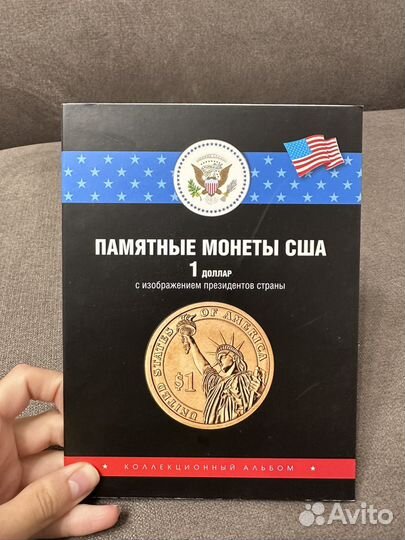 ПАМЯТНЫЕ МОНЕТЫ США
1 ДОЛЛАР
с изображением президентов страны
UNITED STATES OF AMERICA
$1
КОЛЛЕКЦИОННЫЙ АЛЬБОМ
Avito